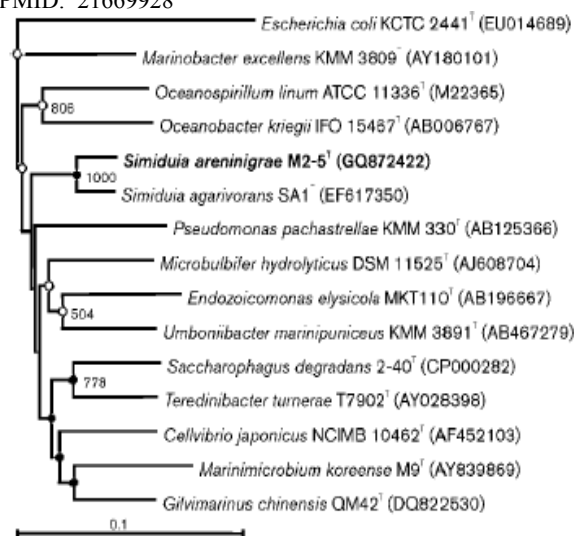 PMID: 21669928
Escherichia coli KCTC 2441T (EU014689)
Marinobacter excellens KMM 3809T (AY180101)
Oceanospirillum linum ATCC 11336T (M22365)
806
Oceanobacter kriegii IFO 15467T (AB006767)
Simiduia areninigrae M2-5T (GQ872422)
1000
Simiduia agarivorans SA1T (EF617350)
Pseudomonas pachastrellae KMM 330T (AB125366)
Microbulbifer hydrolyticus DSM 11525T (AJ608704)
Endozoicomonas elysicola MKT110T (AB196667)
504
Umboniibacter marinipuniceus KMM 3891T (AB467279)
Saccharophagus degradans 2-40T (CP000282)
778
Teredinibacter turnerae T7902T (AY028398)
Cellvibrio japonicus NCIMB 10462T (AF452103)
Marinimicrobium koreense M9T (AY839869)
Gilvimarinus chinensis QM42T (DQ822530)
0.1